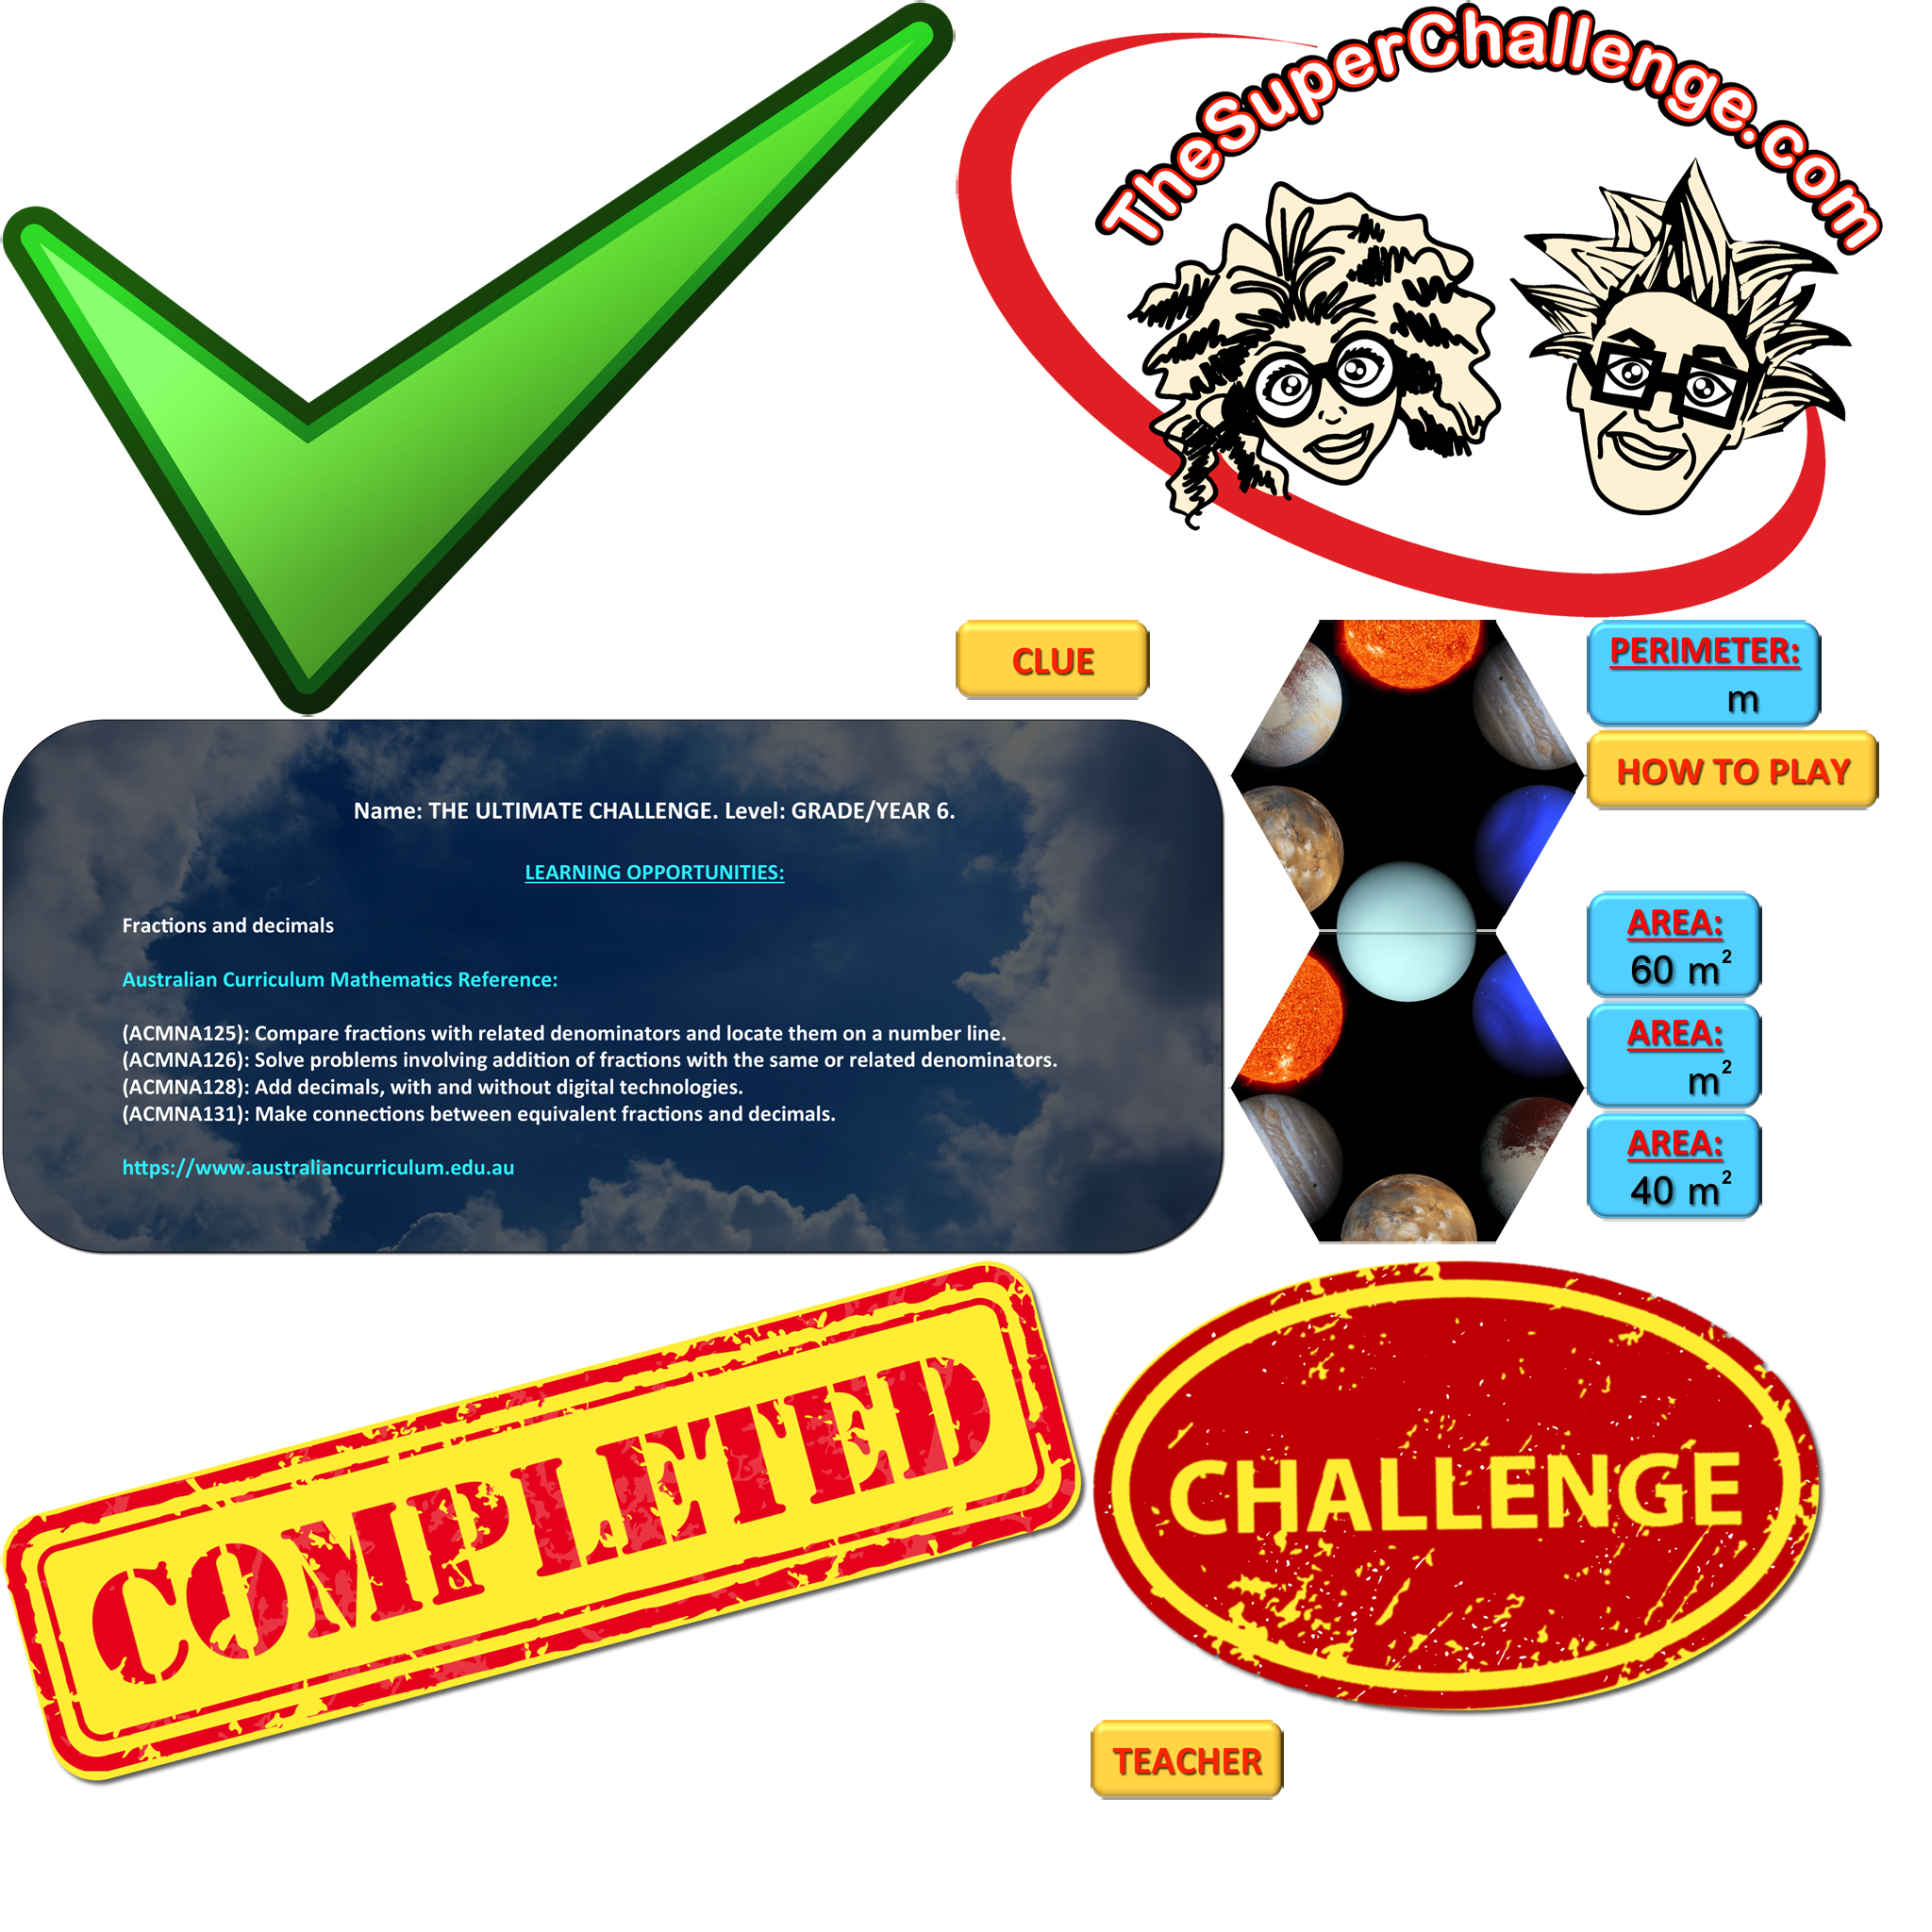 TheSuperChallenge.com
CLUE
PERIMETER:
m
HOW TO PLAY
Name: THE ULTIMATE CHALLENGE. Level: GRADE/YEAR 6.
LEARNING OPPORTUNITIES:
Fractions and decimals
Australian Curriculum Mathematics Reference:
(ACMNA125): Compare fractions with related denominators and locate them on a number line.
(ACMNA126): Solve problems involving addition of fractions with the same or related denominators.
(ACMNA128): Add decimals, with and without digital technologies.
(ACMNA131): Make connections between equivalent fractions and decimals.
https://www.australiancurriculum.edu.au
AREA:
60 m²
AREA:
m²
AREA:
40 m²
COMPLETED
CHALLENGE
TEACHER